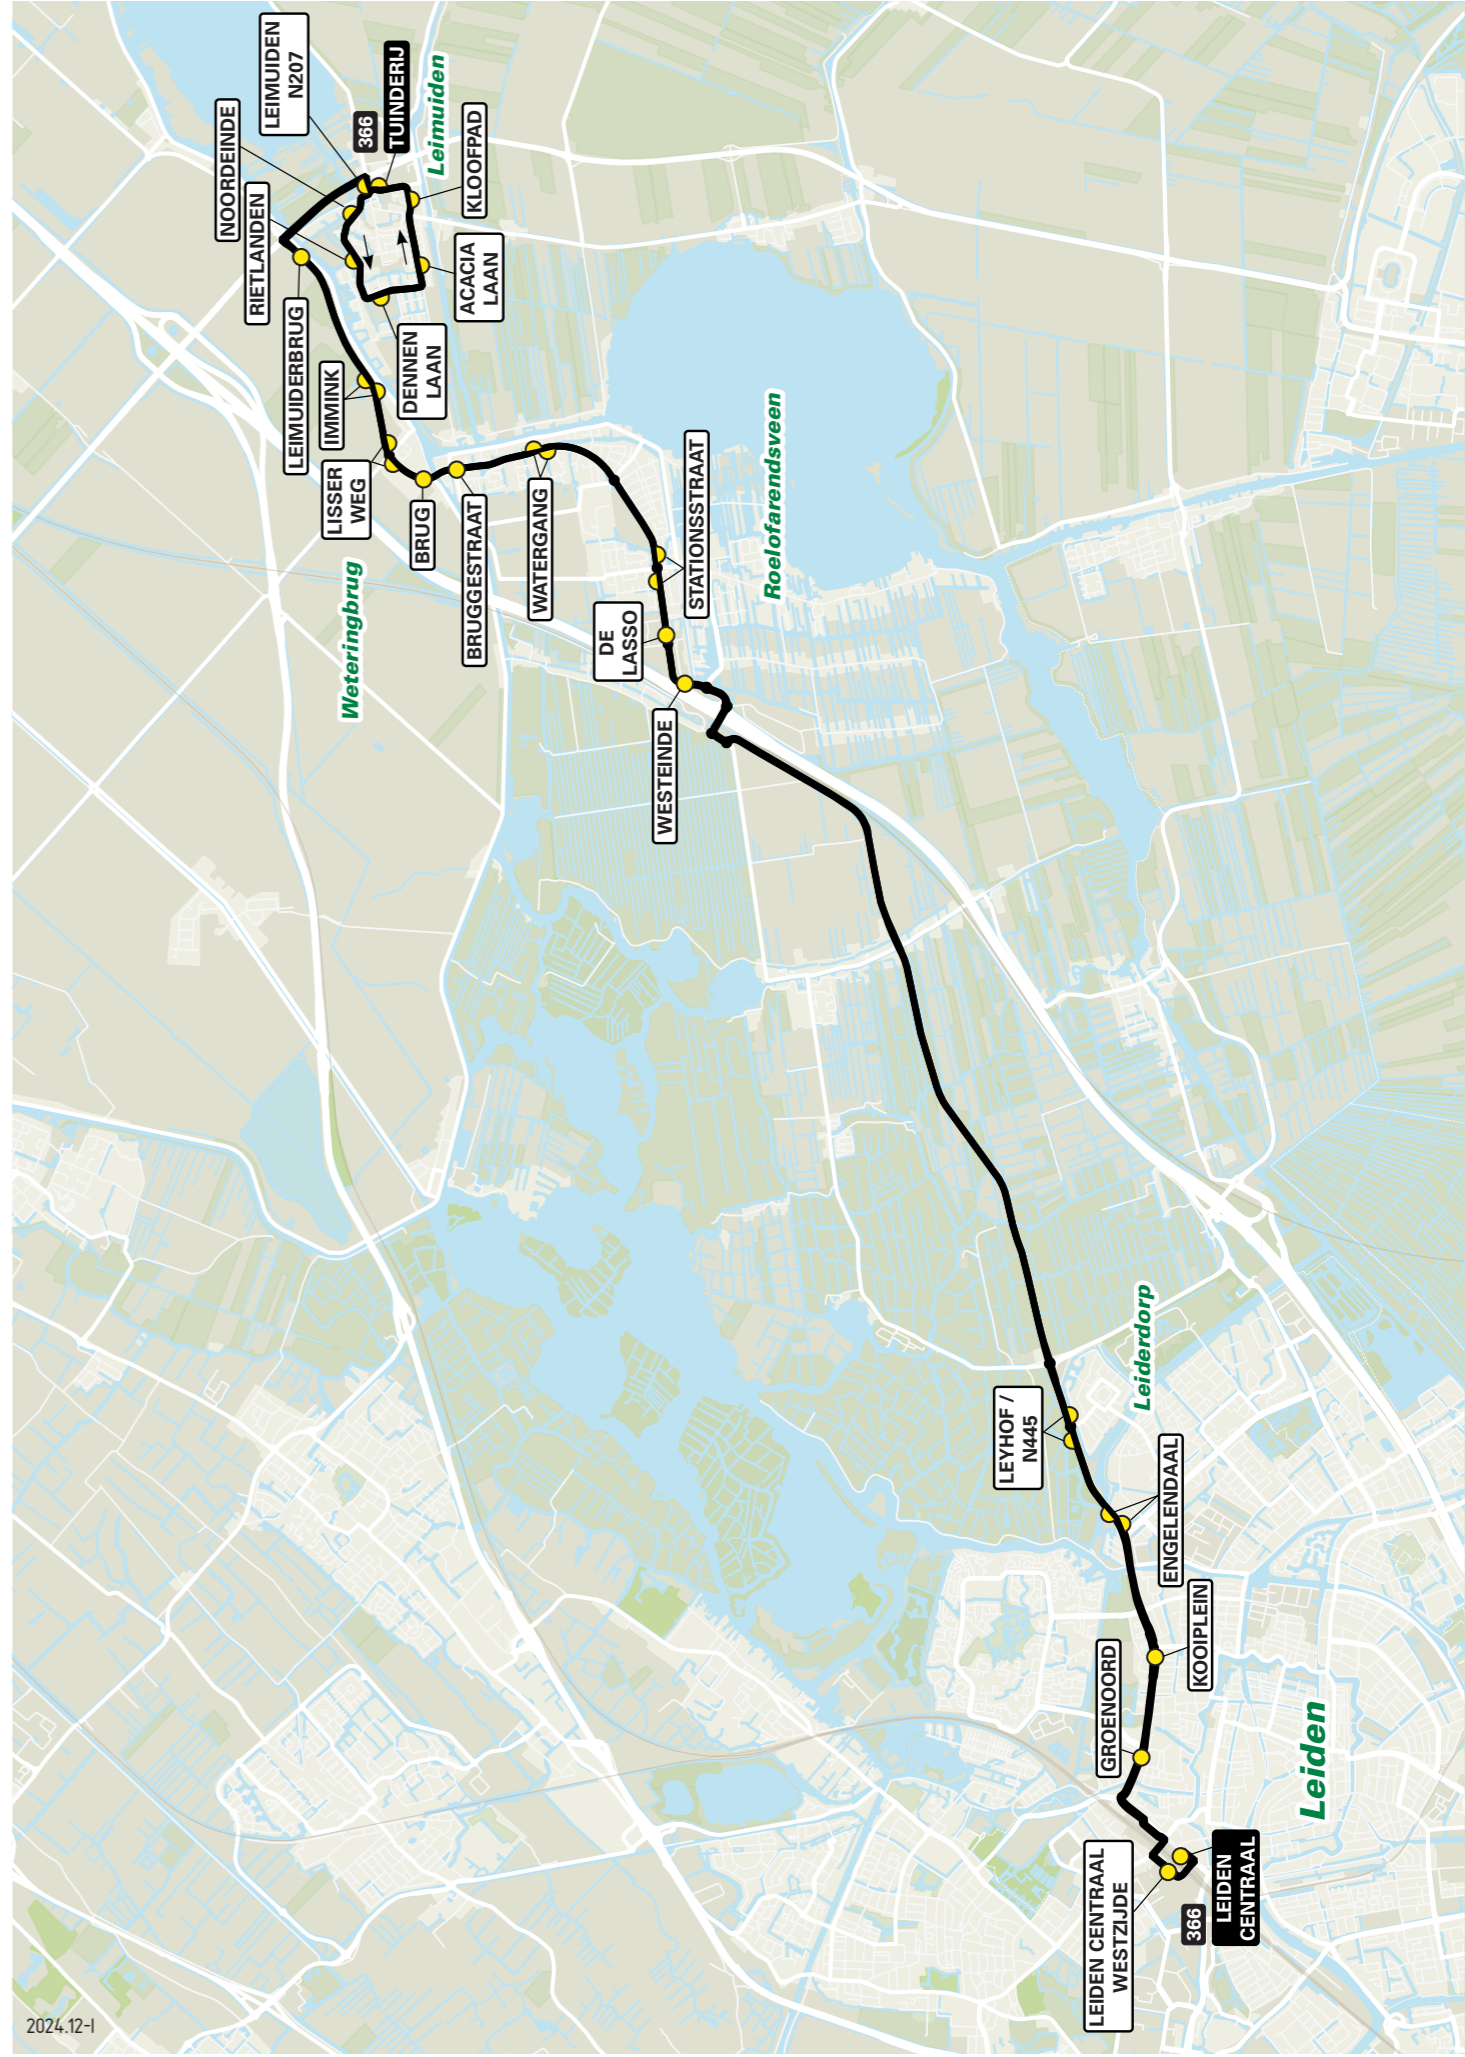 LEIMUIDEN
N207
NOORDEINDE
RIETLANDEN
366
TUINDERIJ
Leimuiden
KLOOFPAD
ACACIA
LAAN
DENNEN
LAAN
LEIMUIDERBRUG
IMMINK
LISSER
WEG
BRUG
BRUGGESTRAAT
Weteringbrug
WATERGANG
STATIONSSTRAAT
Roelofarendsveen
DE
LASSO
WESTEINDE
LEYHOF /
N445
Leiderdorp
ENGELENDAAL
KOOIPLEIN
GROENOORD
Leiden
LEIDEN CENTRAAL
WESTZIJDE
366
LEIDEN
CENTRAAL
2024.12-I